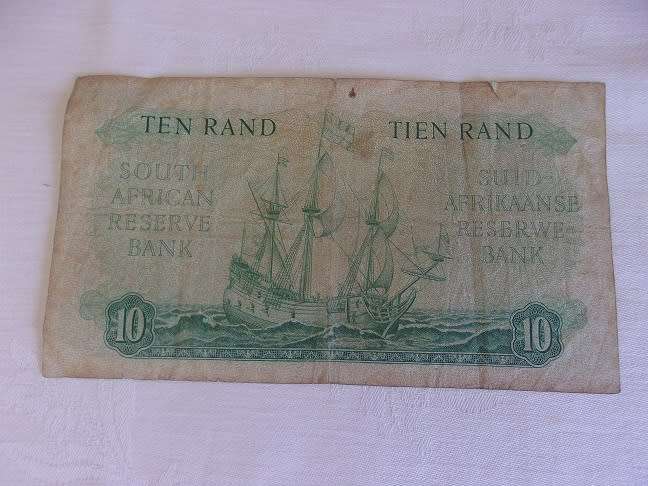 TEN RAND
TIEN RAND
SOUTH
AFRICAN
RESERVE
BANK
SUID-
AFRIKAANSE
RESERWE-
BANK
10
10